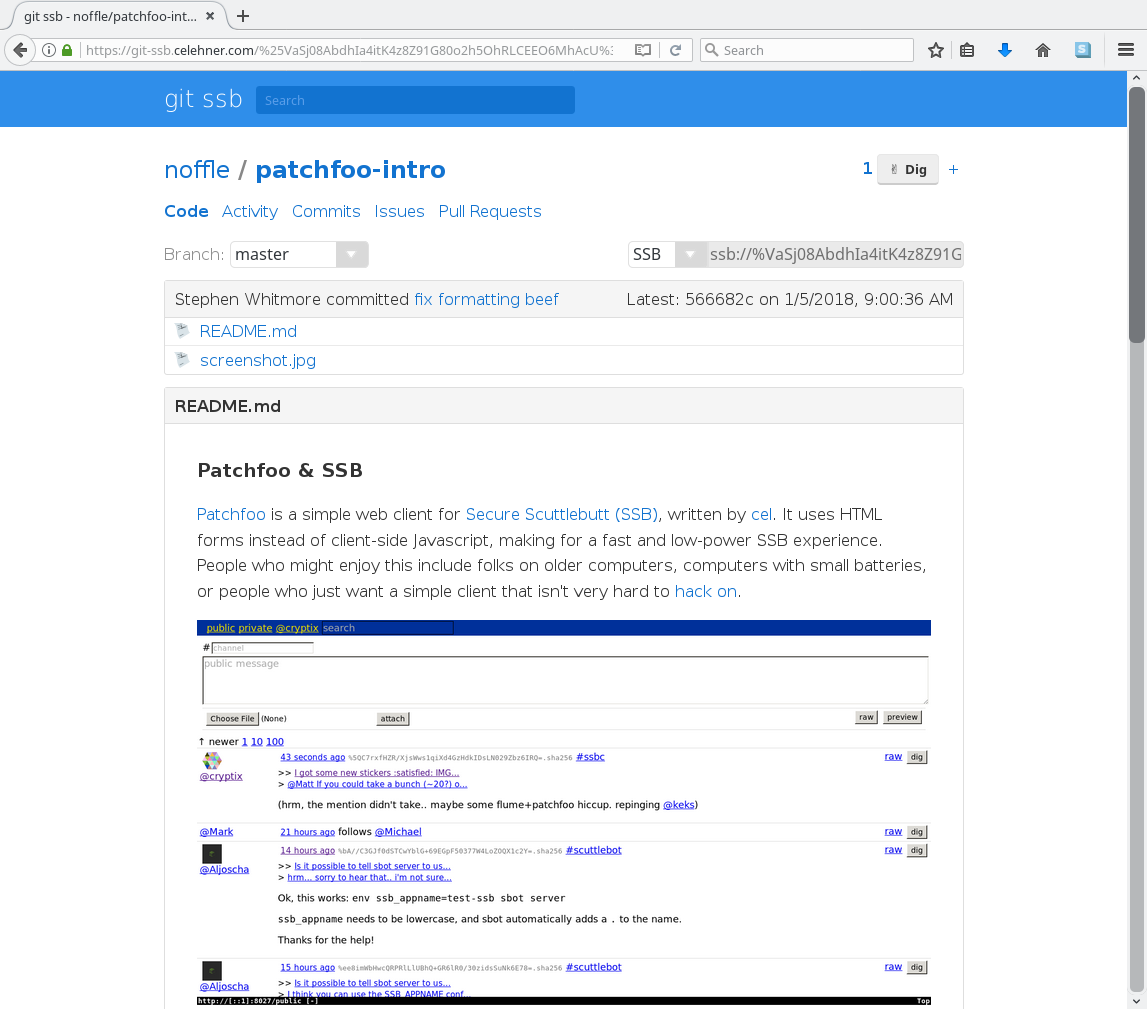 git ssb - noffle/patchfoo-int...
https://git-ssb.celehner.com/%25VaSj08AbdhIa4itK4z8Z91G80o2h5OhRLCEEO6MhAcU%3
Search
git ssb
Search
noffle / patchfoo-intro
1 Dig +
Code Activity Commits Issues Pull Requests
Branch: master
SSB ssb://%VaSj08AbdhIa4itK4z8Z91G
Stephen Whitmore committed fix formatting beef Latest: 566682c on 1/5/2018, 9:00:36 AM
README.md
screenshot.jpg
README.md
Patchfoo & SSB
Patchfoo is a simple web client for Secure Scuttlebutt (SSB), written by cel. It uses HTML
forms instead of client-side Javascript, making for a fast and low-power SSB experience.
People who might enjoy this include folks on older computers, computers with small batteries,
or people who just want a simple client that isn't very hard to hack on.
public private @cryptix search
# channel
public message
Choose File (None) attach raw preview
↑ newer 1 10 100
43 seconds ago #ssbc raw dig
@cryptix
>> I got some new stickers :satisfied: IMG...
> @Matt If you could take a bunch (~20?) o...
(hrm, the mention didn't take.. maybe some flume+patchfoo hiccup. repinging @keks)
@Mark 21 hours ago follows @Michael raw dig
14 hours ago #scuttlebot raw dig
@Aljoscha
>> Is it possible to tell sbot server to us...
> hrm... sorry to hear that.. i'm not sure...
Ok, this works: env ssb_appname=test-ssb sbot server
ssb_appname needs to be lowercase, and sbot automatically adds a . to the name.
Thanks for the help!
15 hours ago #scuttlebot raw dig
@Aljoscha
>> Is it possible to tell sbot server to us...
> I think you can use the SSB_APPNAME conf...
http://[::1]:8027/public [-] Top